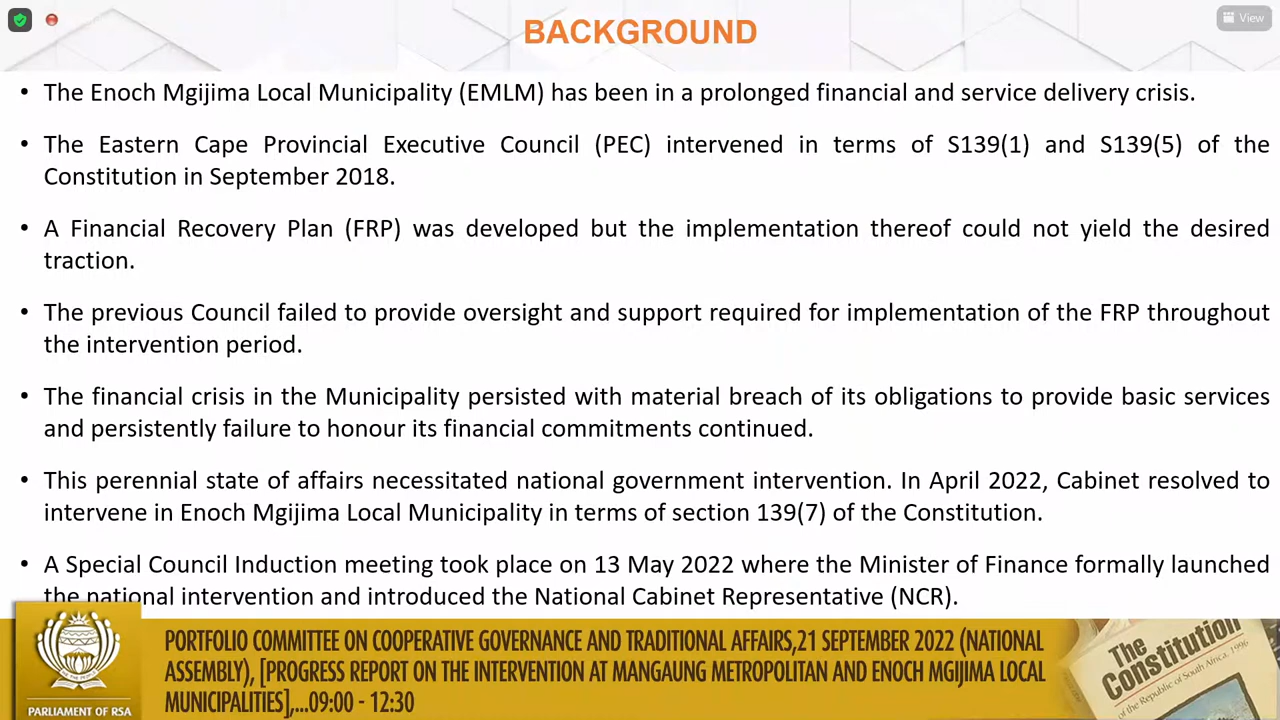 View
BACKGROUND
• The Enoch Mgijima Local Municipality (EMLM) has been in a prolonged financial and service delivery crisis.
• The Eastern Cape Provincial Executive Council (PEC) intervened in terms of S139(1) and S139(5) of the
Constitution in September 2018.
• A Financial Recovery Plan (FRP) was developed but the implementation thereof could not yield the desired
traction.
• The previous Council failed to provide oversight and support required for implementation of the FRP throughout
the intervention period.
• The financial crisis in the Municipality persisted with material breach of its obligations to provide basic services
and persistently failure to honour its financial commitments continued.
• This perennial state of affairs necessitated national government intervention. In April 2022, Cabinet resolved to
intervene in Enoch Mgijima Local Municipality in terms of section 139(7) of the Constitution.
• A Special Council Induction meeting took place on 13 May 2022 where the Minister of Finance formally launched
the national intervention and introduced the National Cabinet Representative (NCR).
PORTFOLIO COMMITTEE ON COOPERATIVE GOVERNANCE AND TRADITIONAL AFFAIRS,21 SEPTEMBER 2022 (NATIONAL
ASSEMBLY), [PROGRESS REPORT ON THE INTERVENTION AT MANGAUNG METROPOLITAN AND ENOCH MGIJIMA LOCAL
MUNICIPALITIES],...09:00 - 12:30
PARLIAMENT OF RSA
The
Constitution
of the Republic of South Africa, 1996